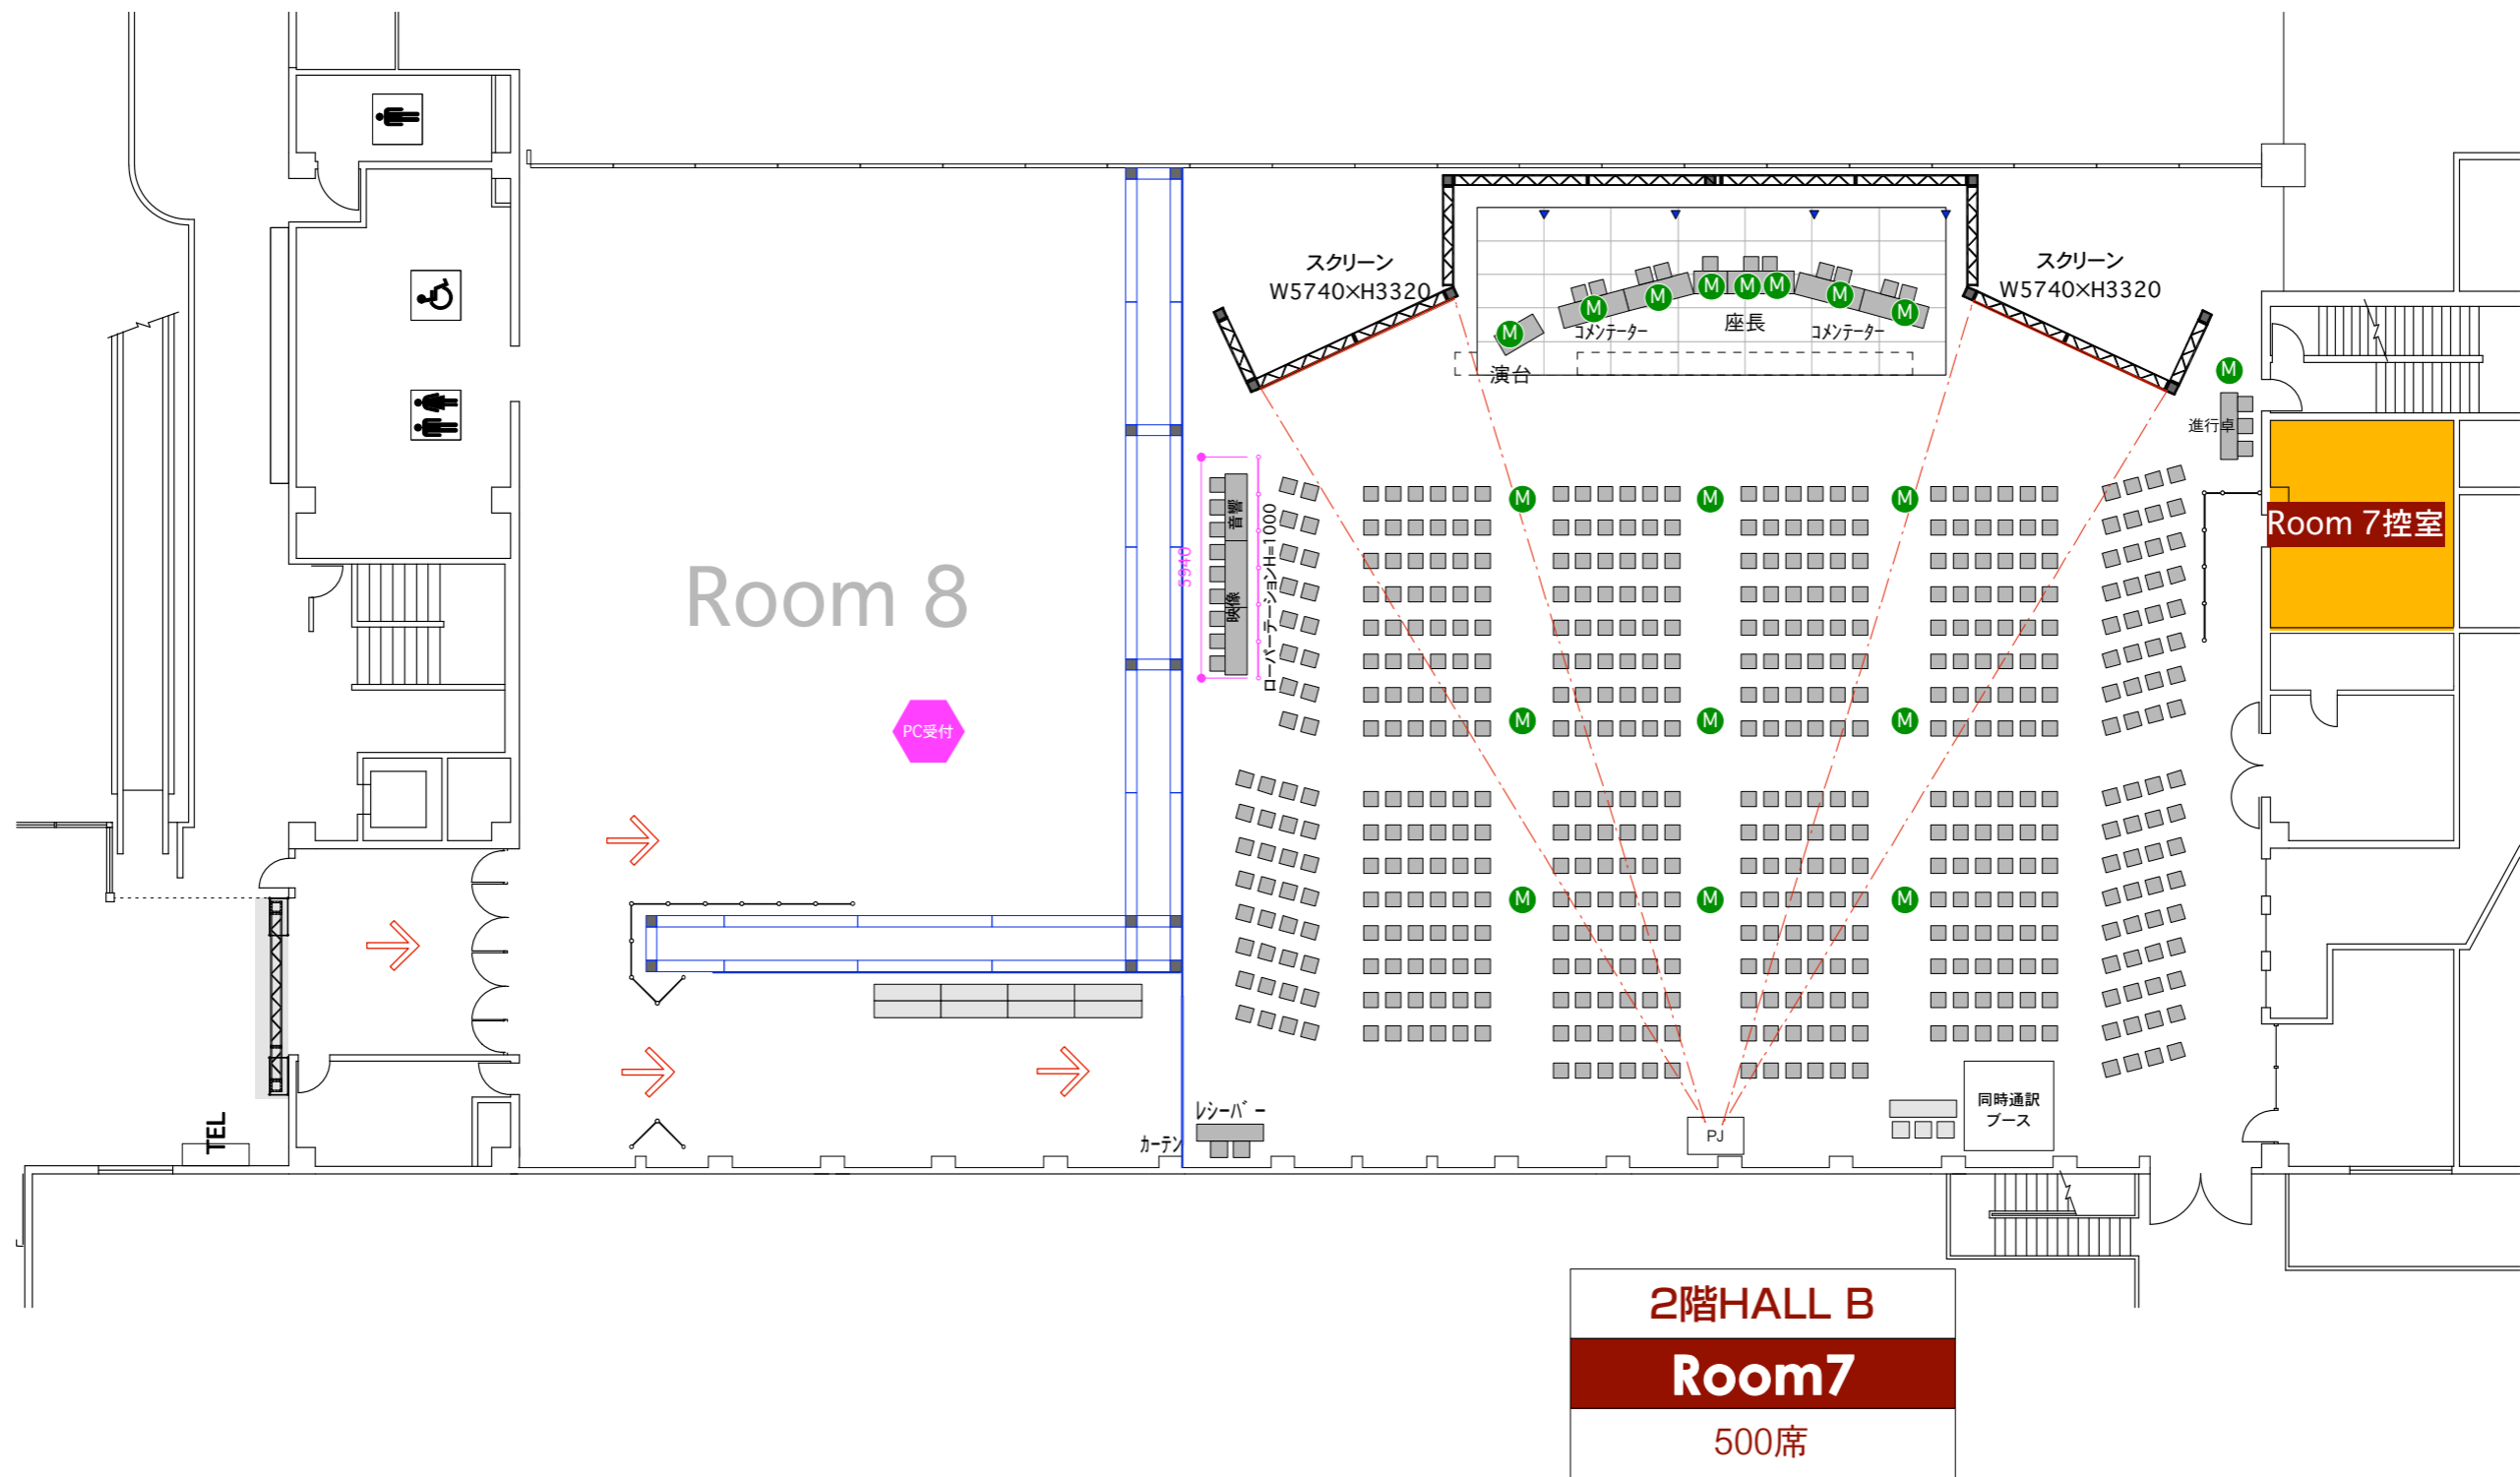 スクリーン
W5740×H3320
スクリーン
W5740×H3320
M
M
M
M
M
M
M
M
コメンテーター
座長
コメンテーター
演台
M
進行卓
Room 7控室
音響
映像
5940
ローパーテーションH=1000
M
M
M
Room 8
PC受付
M
M
M
M
M
M
TEL
カーテン
レシーバー
PJ
同時通訳
ブース
2階HALL B
Room7
500席